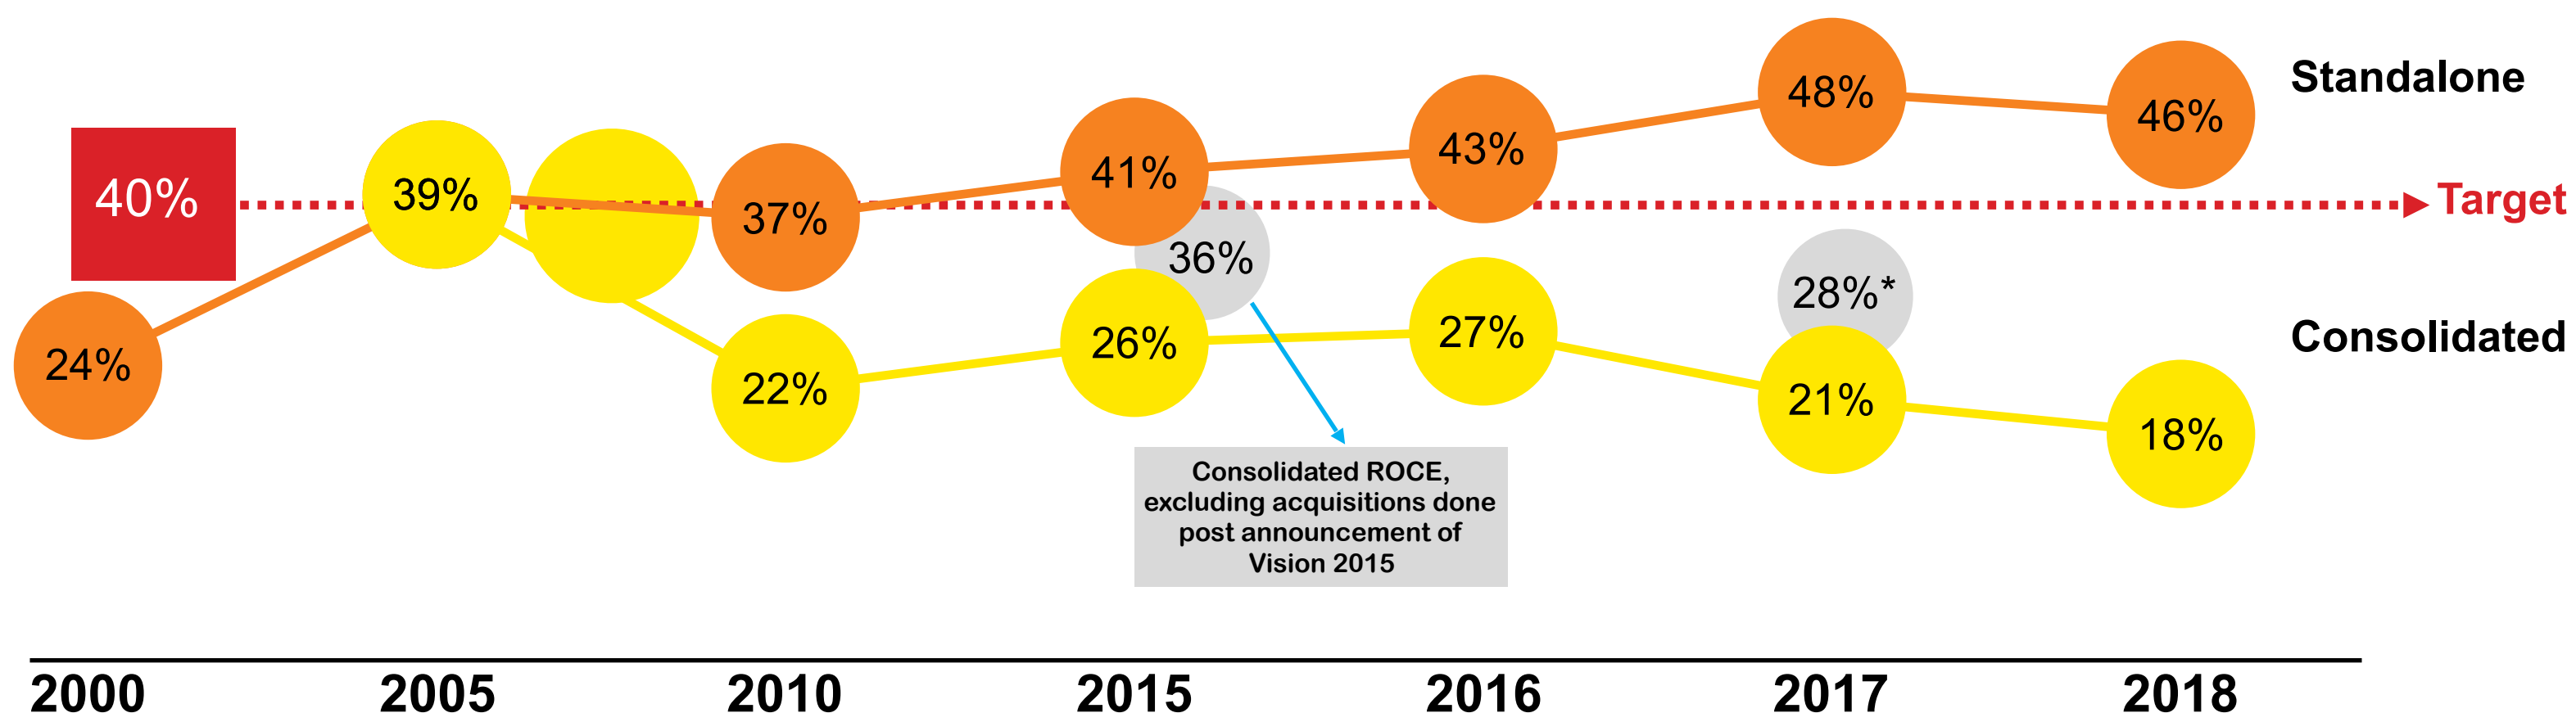 Standalone
48%
46%
43%
41%
40%
39%
37%
Target
36%
28%*
24%
26%
27%
Consolidated
22%
21%
18%
Consolidated ROCE,
excluding acquisitions done
post announcement of
Vision 2015
2000 2005 2010 2015 2016 2017 2018